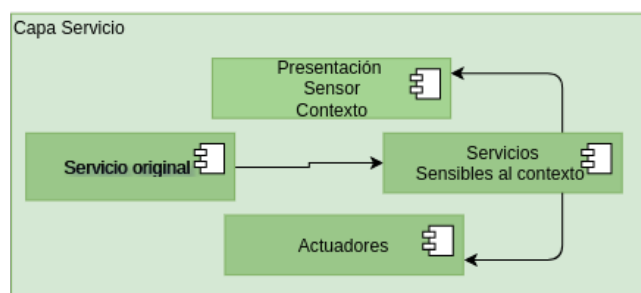 Capa Servicio
Presentación
Sensor
Contexto
Servicio original
Servicios
Sensibles al contexto
Actuadores